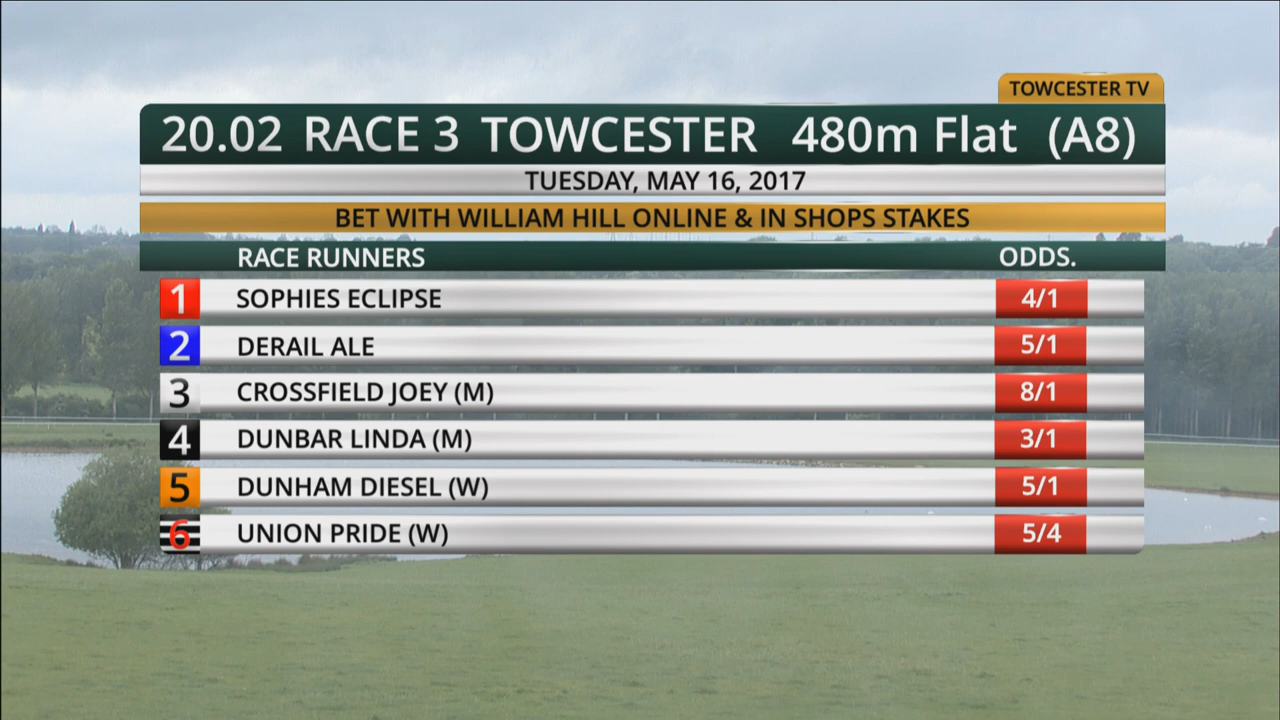 TOWCESTER TV
20.02 RACE 3 TOWCESTER 480m Flat (A8)
TUESDAY, MAY 16, 2017
BET WITH WILLIAM HILL ONLINE & IN SHOPS STAKES
RACE RUNNERS ODDS.
1 SOPHIES ECLIPSE 4/1
2 DERAIL ALE 5/1
3 CROSSFIELD JOEY (M) 8/1
4 DUNBAR LINDA (M) 3/1
5 DUNHAM DIESEL (W) 5/1
6 UNION PRIDE (W) 5/4